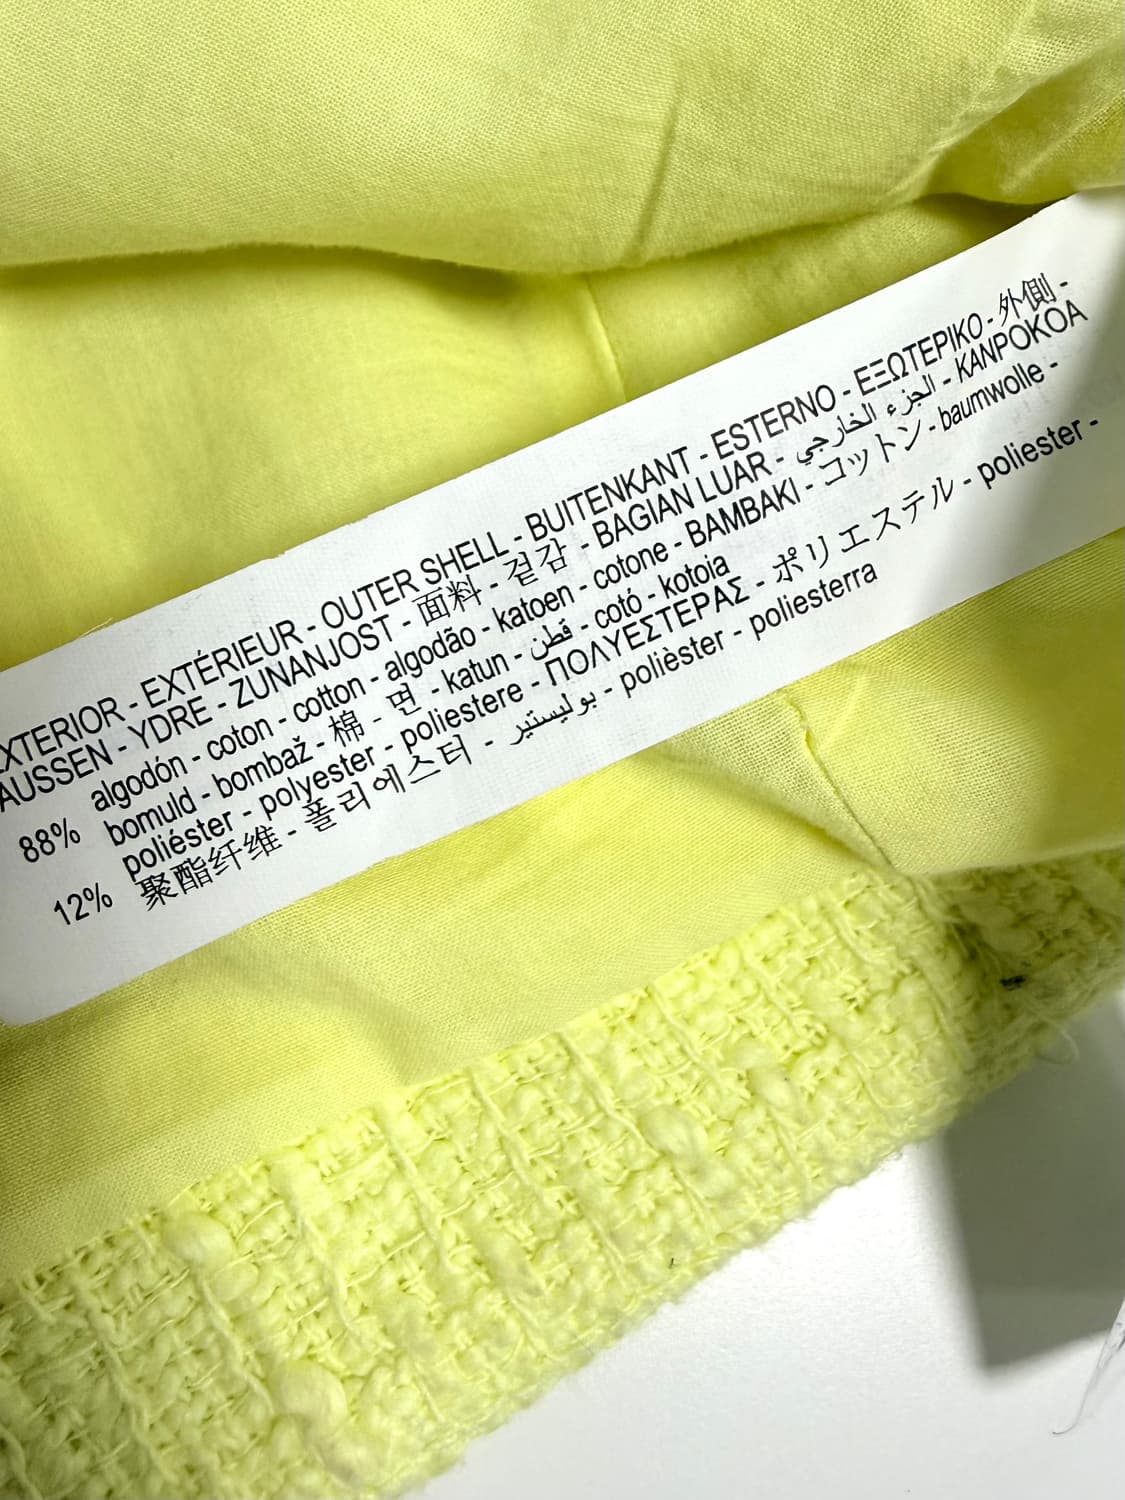 XTERIOR - EXTÉRIEUR - OUTER SHELL - BUITENKANT - ESTERNO - ΕΞΩΤΕΡΙΚΟ - 外側 -
AUSSEN - YDRE - ZUNANJOST - 面料 - 겉감 - BAGIAN LUAR - الجزء الخارجي - KANPOKOA
88% algodón - coton - cotton - algodão - katoen - cotone - BAMBAKI - コットン - baumwolle -
bomuld - bombaž - 棉 - 면 - katun - قطن - cotó - kotoia
12% poliéster - polyester - poliestere - ΠΟΛΥΕΣΤΕΡΑΣ - ポリエステル - poliester -
聚酯纤维 - 폴리에스터 - بوليستير - polièster - poliesterra